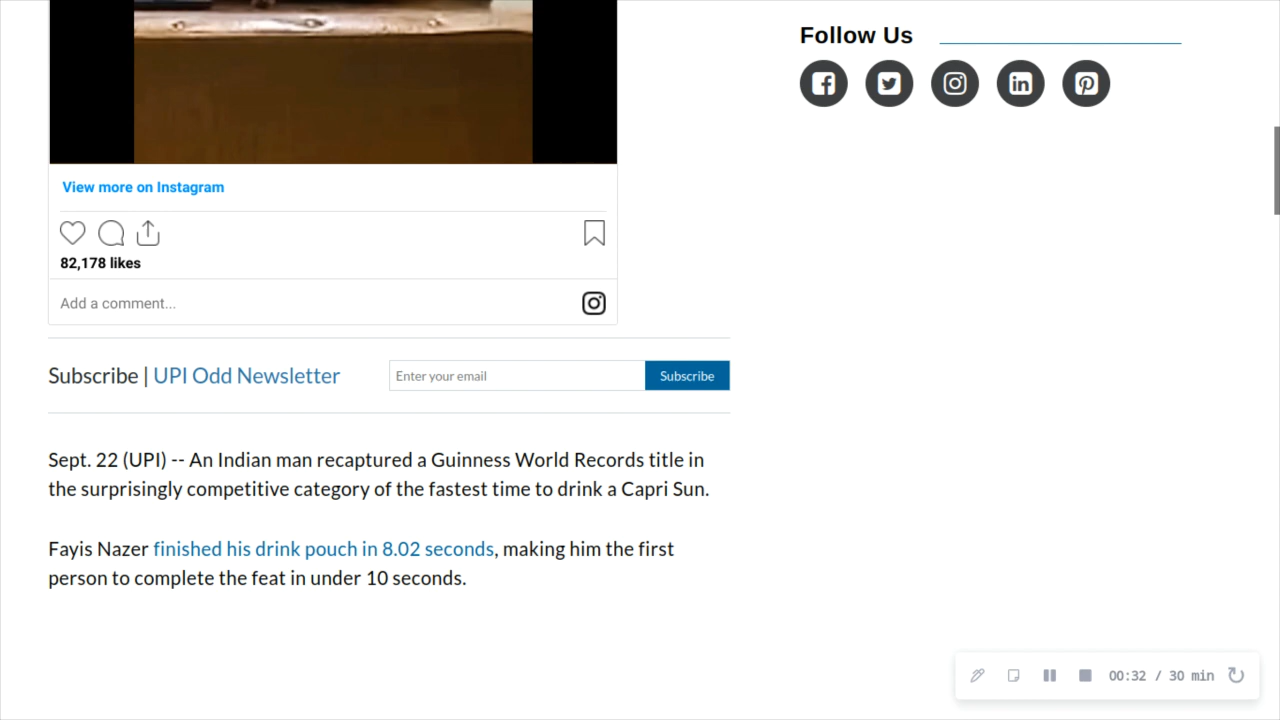 Follow Us
View more on Instagram
82,178 likes
Add a comment...
Subscribe | UPI Odd Newsletter
Enter your email
Subscribe
Sept. 22 (UPI) -- An Indian man recaptured a Guinness World Records title in
the surprisingly competitive category of the fastest time to drink a Capri Sun.
Fayis Nazer finished his drink pouch in 8.02 seconds, making him the first
person to complete the feat in under 10 seconds.
00:32 / 30 min